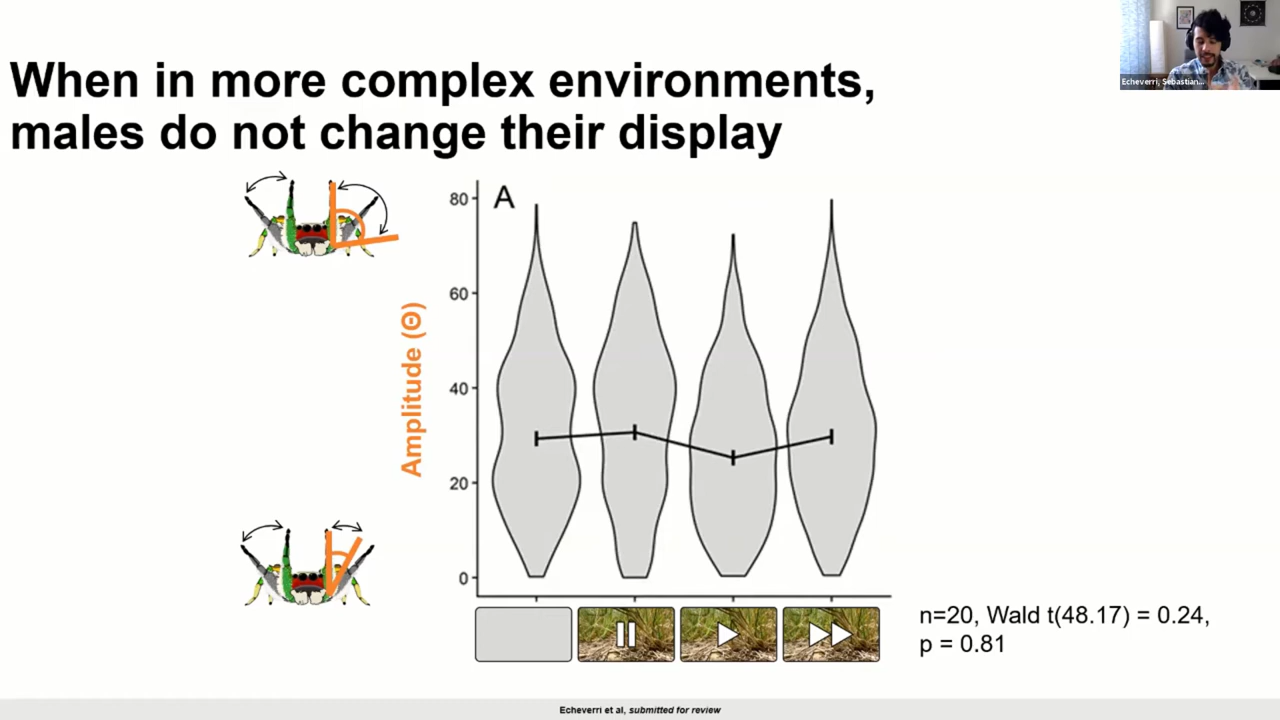 Echeverri, Sebastian...
When in more complex environments,
males do not change their display
A
80
60
40
20
0
Amplitude (Θ)
n=20, Wald t(48.17) = 0.24,
p = 0.81
Echeverri et al, submitted for review